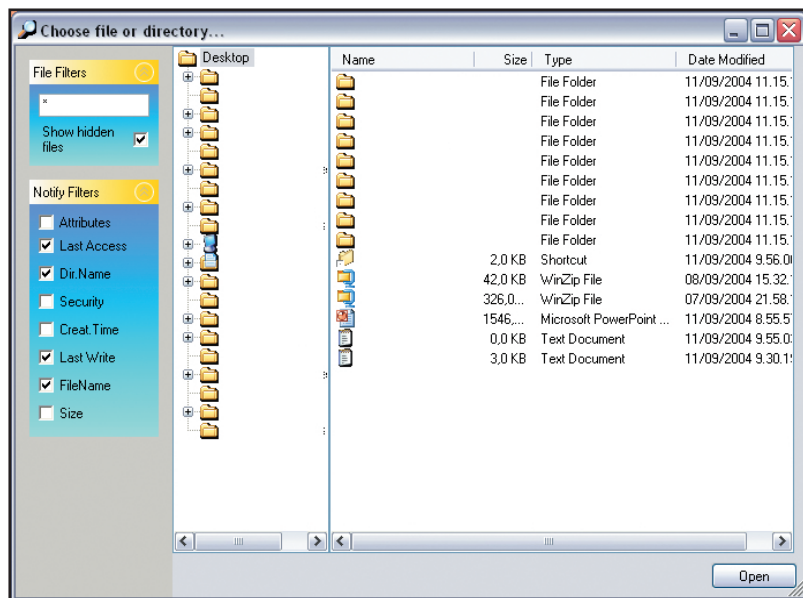 Choose file or directory...
File Filters
*
Show hidden
files
Notify Filters
Attributes
Last Access
Dir.Name
Security
Creat.Time
Last Write
FileName
Size
Desktop
Name Size Type Date Modified
File Folder 11/09/2004 11.15.
File Folder 11/09/2004 11.15.
File Folder 11/09/2004 11.15.
File Folder 11/09/2004 11.15.
File Folder 11/09/2004 11.15.
File Folder 11/09/2004 11.15.
File Folder 11/09/2004 11.15.
File Folder 11/09/2004 11.15.
File Folder 11/09/2004 11.15.
2,0 KB Shortcut 11/09/2004 9.56.0
42,0 KB WinZip File 08/09/2004 15.32.
326,0... WinZip File 07/09/2004 21.58.
1546,... Microsoft PowerPoint ... 11/09/2004 8.55.5
0,0 KB Text Document 11/09/2004 9.55.0
3,0 KB Text Document 11/09/2004 9.30.1
Open